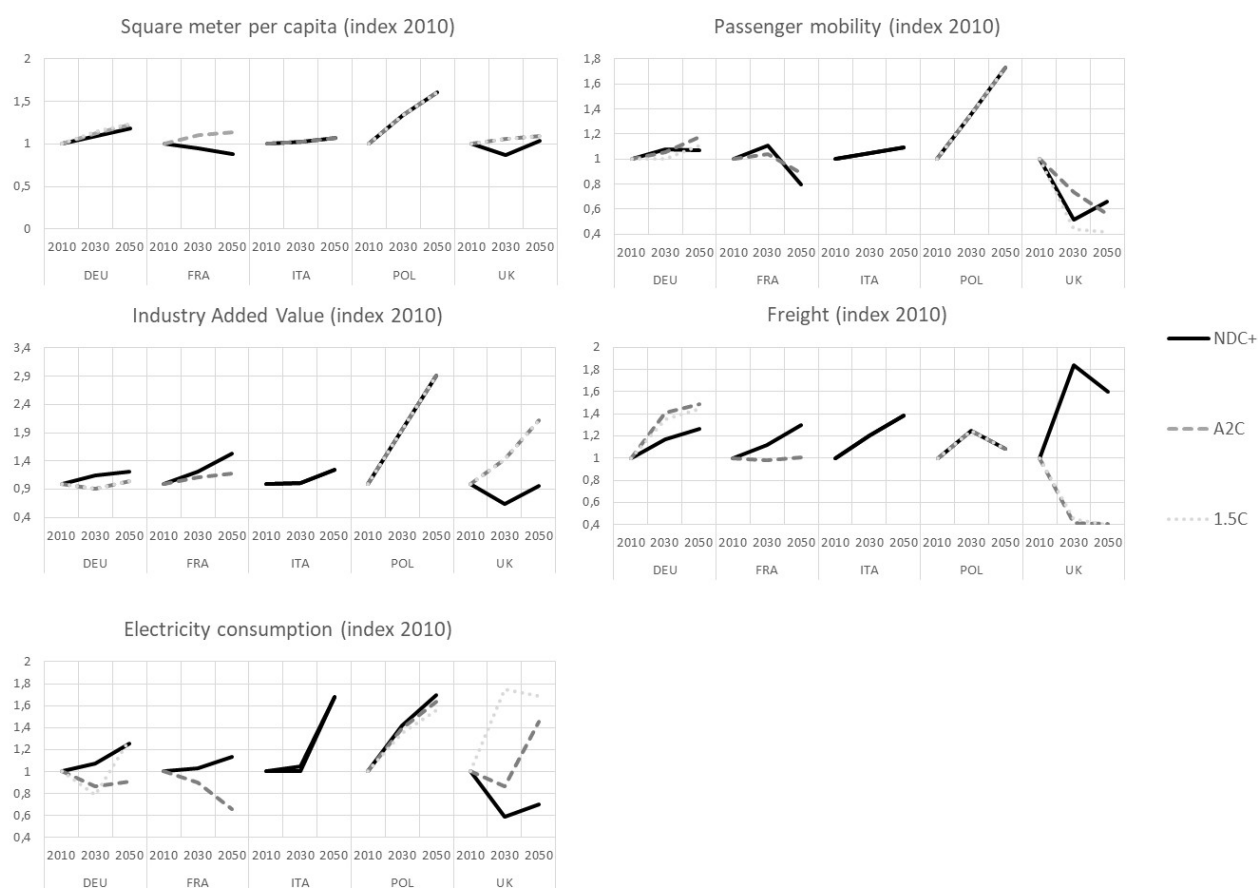 Square meter per capita (index 2010)
2
1,5
1
0,5
0
2010 2030 2050 2010 2030 2050 2010 2030 2050 2010 2030 2050 2010 2030 2050
DEU FRA ITA POL UK
Passenger mobility (index 2010)
1,8
1,6
1,4
1,2
1
0,8
0,6
0,4
2010 2030 2050 2010 2030 2050 2010 2030 2050 2010 2030 2050 2010 2030 2050
DEU FRA ITA POL UK
Industry Added Value (index 2010)
3,4
2,9
2,4
1,9
1,4
0,9
0,4
2010 2030 2050 2010 2030 2050 2010 2030 2050 2010 2030 2050 2010 2030 2050
DEU FRA ITA POL UK
Freight (index 2010)
2
1,8
1,6
1,4
1,2
1
0,8
0,6
0,4
2010 2030 2050 2010 2030 2050 2010 2030 2050 2010 2030 2050 2010 2030 2050
DEU FRA ITA POL UK
NDC+
A2C
1.5C
Electricity consumption (index 2010)
2
1,8
1,6
1,4
1,2
1
0,8
0,6
0,4
2010 2030 2050 2010 2030 2050 2010 2030 2050 2010 2030 2050 2010 2030 2050
DEU FRA ITA POL UK